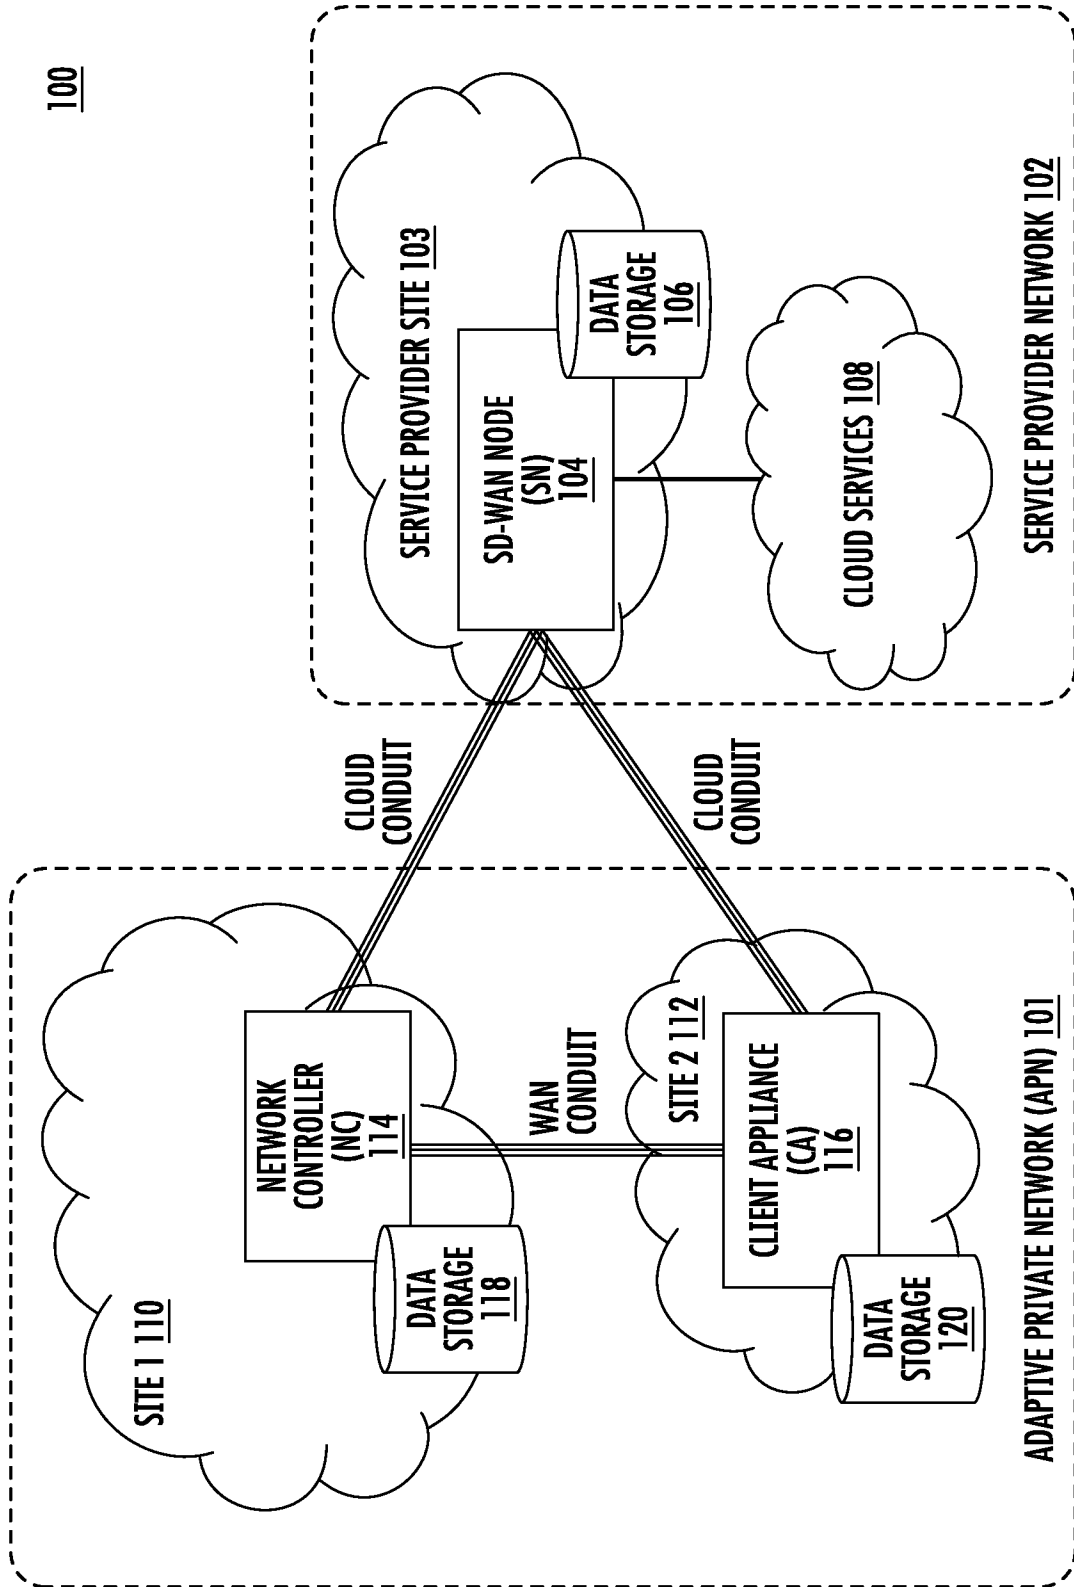 100
SITE 1 110
NETWORK
CONTROLLER
(NC)
114
DATA
STORAGE
118
WAN
CONDUIT
SITE 2 112
CLIENT APPLIANCE
(CA)
116
DATA
STORAGE
120
ADAPTIVE PRIVATE NETWORK (APN) 101
CLOUD
CONDUIT
CLOUD
CONDUIT
SERVICE PROVIDER SITE 103
SD-WAN NODE
(SN)
104
DATA
STORAGE
106
CLOUD SERVICES 108
SERVICE PROVIDER NETWORK 102